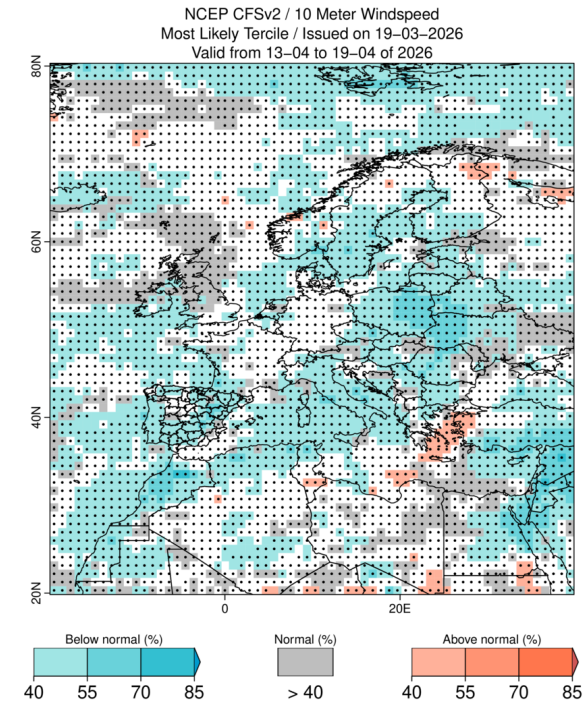 NCEP CFSv2 / 10 Meter Windspeed
Most Likely Tercile / Issued on 19−03−2026
Valid from 13−04 to 19−04 of 2026
80N
60N
40N
20N
0 20E
Below normal (%) Normal (%) Above normal (%)
40 55 70 85 > 40 40 55 70 85